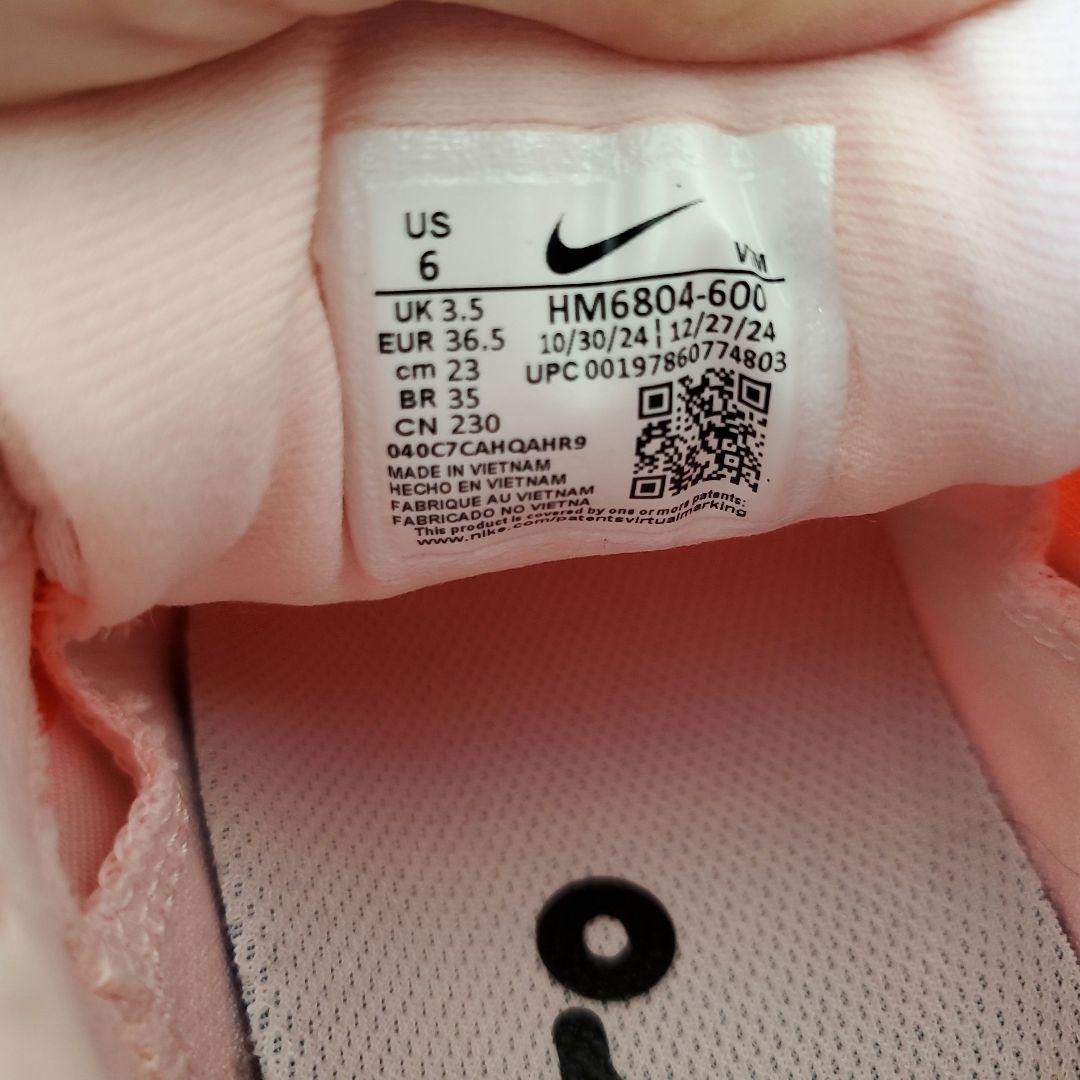 US
6
VM
UK 3.5
EUR 36.5
cm 23
BR 35
CN 230
HM6804-600
10/30/24 | 12/27/24
UPC 00197860774803
040C7CAHQAHR9
MADE IN VIETNAM
HECHO EN VIETNAM
FABRIQUE AU VIETNAM
FABRICADO NO VIETNA
This product is covered by one or more patents:
www.nike.com/patentsvirtualmarking